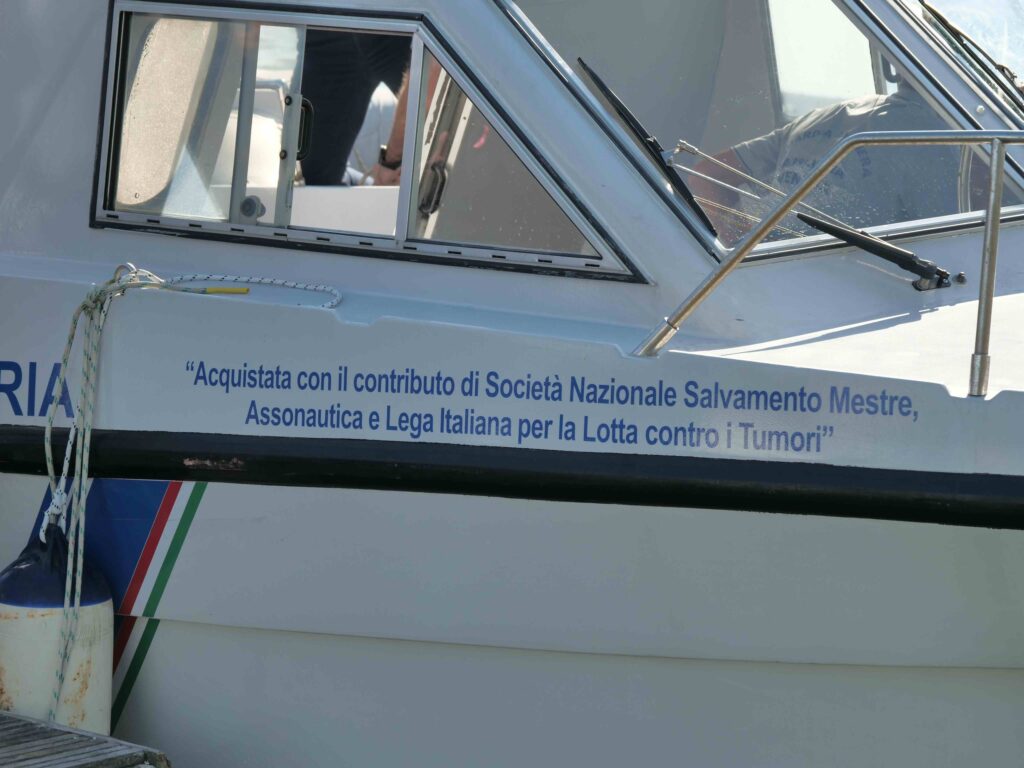 RIA
“Acquistata con il contributo di Società Nazionale Salvamento Mestre,
Assonautica e Lega Italiana per la Lotta contro i Tumori”